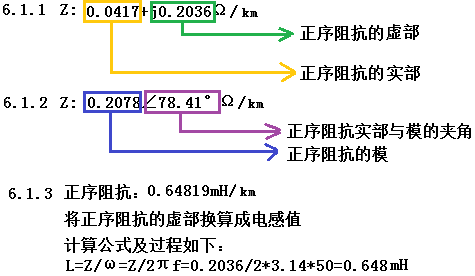 6.1.1 Z: 0.0417+j0.2036Ω/km
正序阻抗的虚部
正序阻抗的实部
6.1.2 Z: 0.2078∠78.41°Ω/km
正序阻抗实部与模的夹角
正序阻抗的模
6.1.3 正序阻抗: 0.64819mH/km
将正序阻抗的虚部换算成电感值
计算公式及过程如下:
L=Z/ω=Z/2πf=0.2036/2*3.14*50=0.648mH